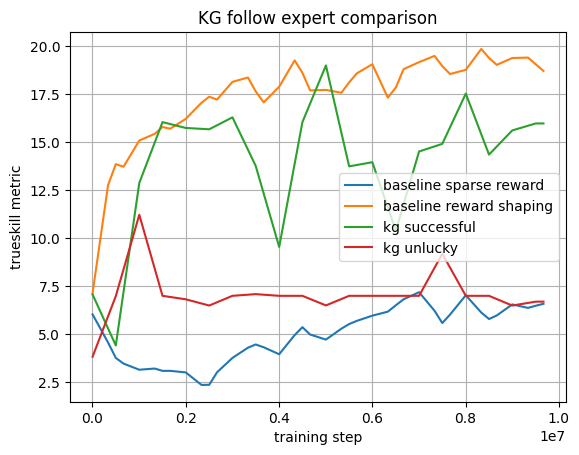 KG follow expert comparison
trueskill metric
20.0
17.5
15.0
12.5
10.0
7.5
5.0
2.5
baseline sparse reward
baseline reward shaping
kg successful
kg unlucky
0.0 0.2 0.4 0.6 0.8 1.0
1e7
training step